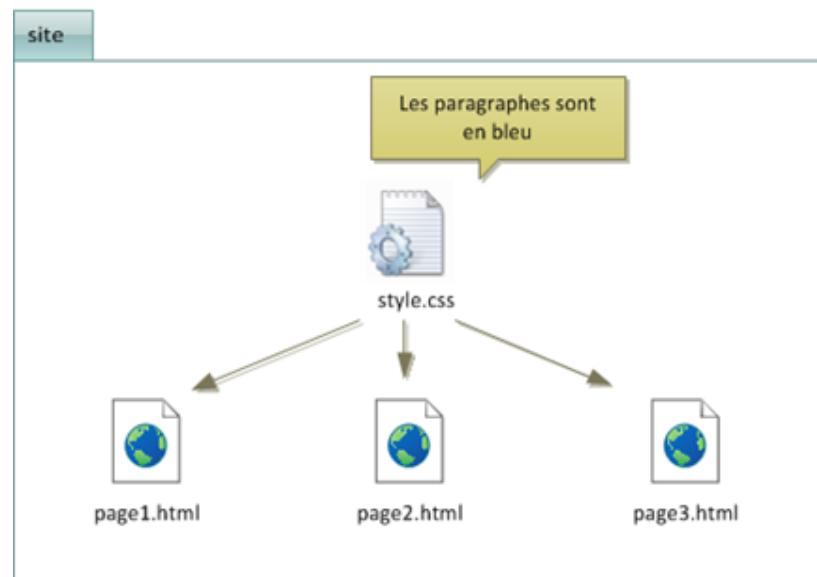 site
Les paragraphes sont
en bleu
style.css
page1.html
page2.html
page3.html